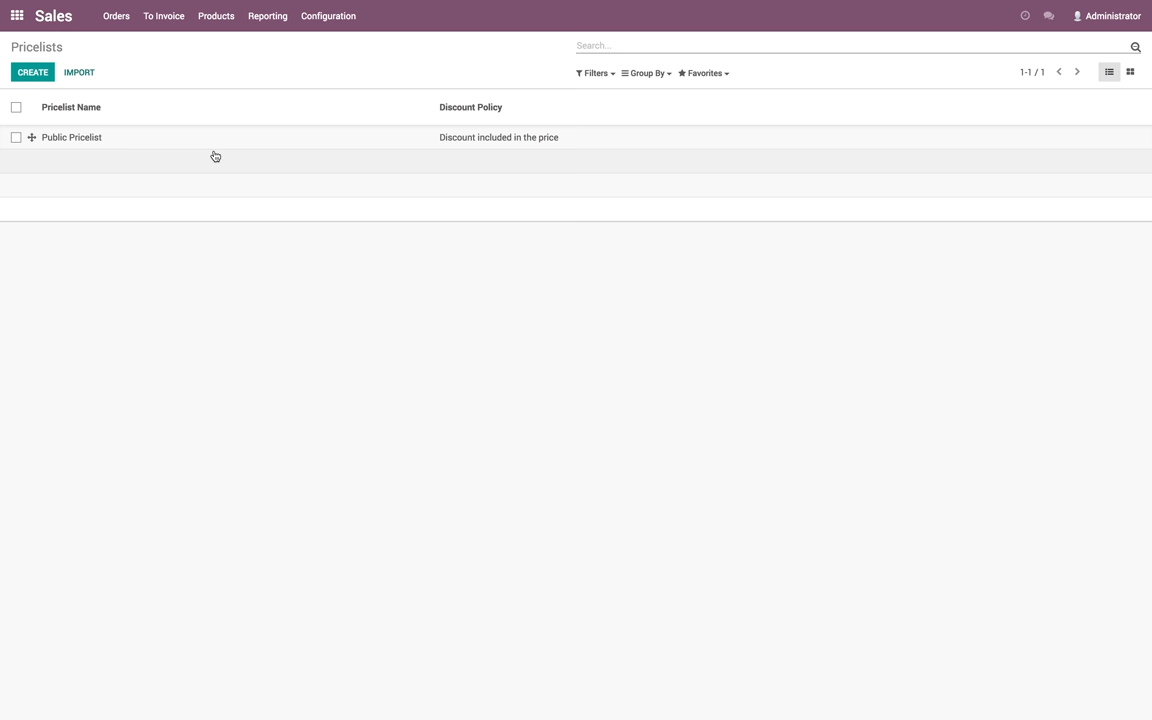 Sales Orders To Invoice Products Reporting Configuration Administrator
Pricelists Search...
CREATE IMPORT Filters Group By Favorites 1-1 / 1
Pricelist Name Discount Policy
Public Pricelist Discount included in the price